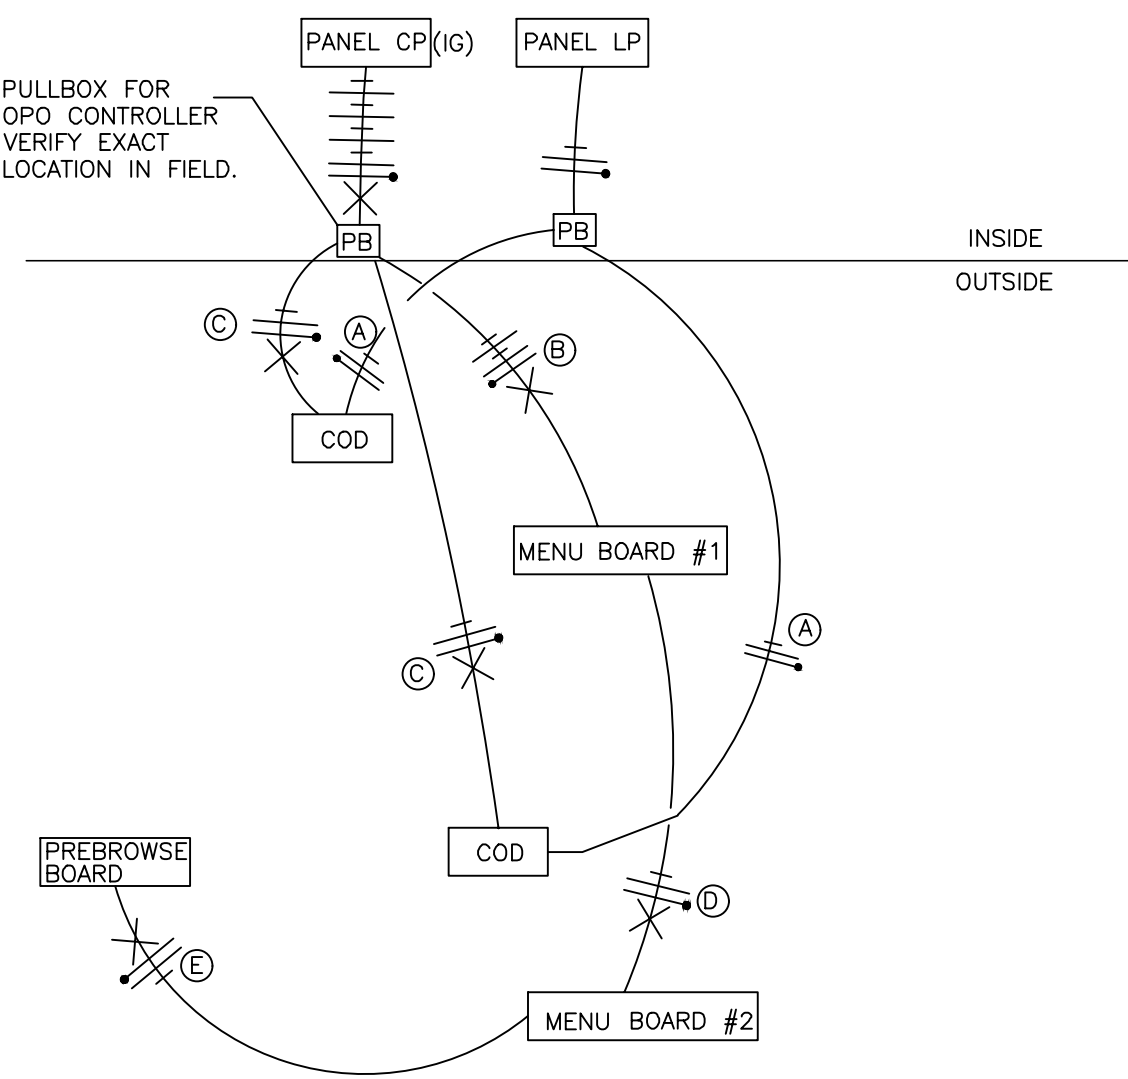 PANEL CP(IG)
PANEL LP
PULLBOX FOR
OPO CONTROLLER
VERIFY EXACT
LOCATION IN FIELD.
PB
PB
INSIDE
OUTSIDE
C
A
B
COD
MENU BOARD #1
A
C
COD
PREBROWSE
BOARD
D
E
MENU BOARD #2